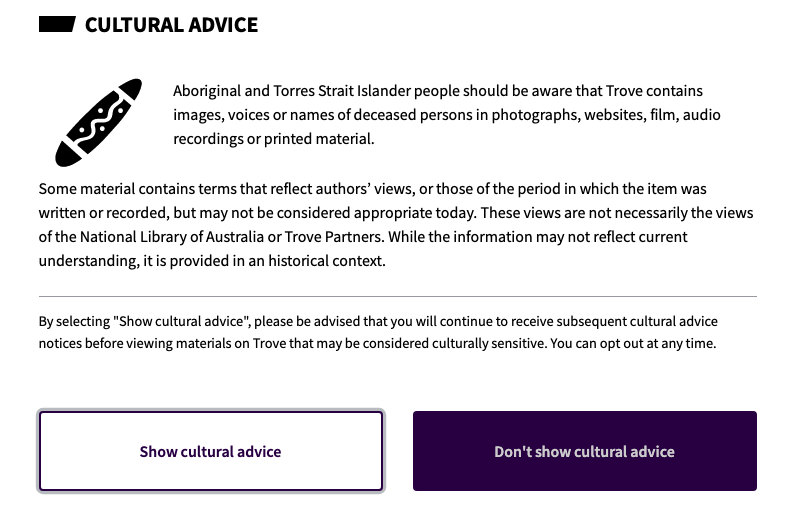 CULTURAL ADVICE
Aboriginal and Torres Strait Islander people should be aware that Trove contains
images, voices or names of deceased persons in photographs, websites, film, audio
recordings or printed material.
Some material contains terms that reflect authors’ views, or those of the period in which the item was
written or recorded, but may not be considered appropriate today. These views are not necessarily the views
of the National Library of Australia or Trove Partners. While the information may not reflect current
understanding, it is provided in an historical context.
By selecting "Show cultural advice", please be advised that you will continue to receive subsequent cultural advice
notices before viewing materials on Trove that may be considered culturally sensitive. You can opt out at any time.
Show cultural advice
Don't show cultural advice